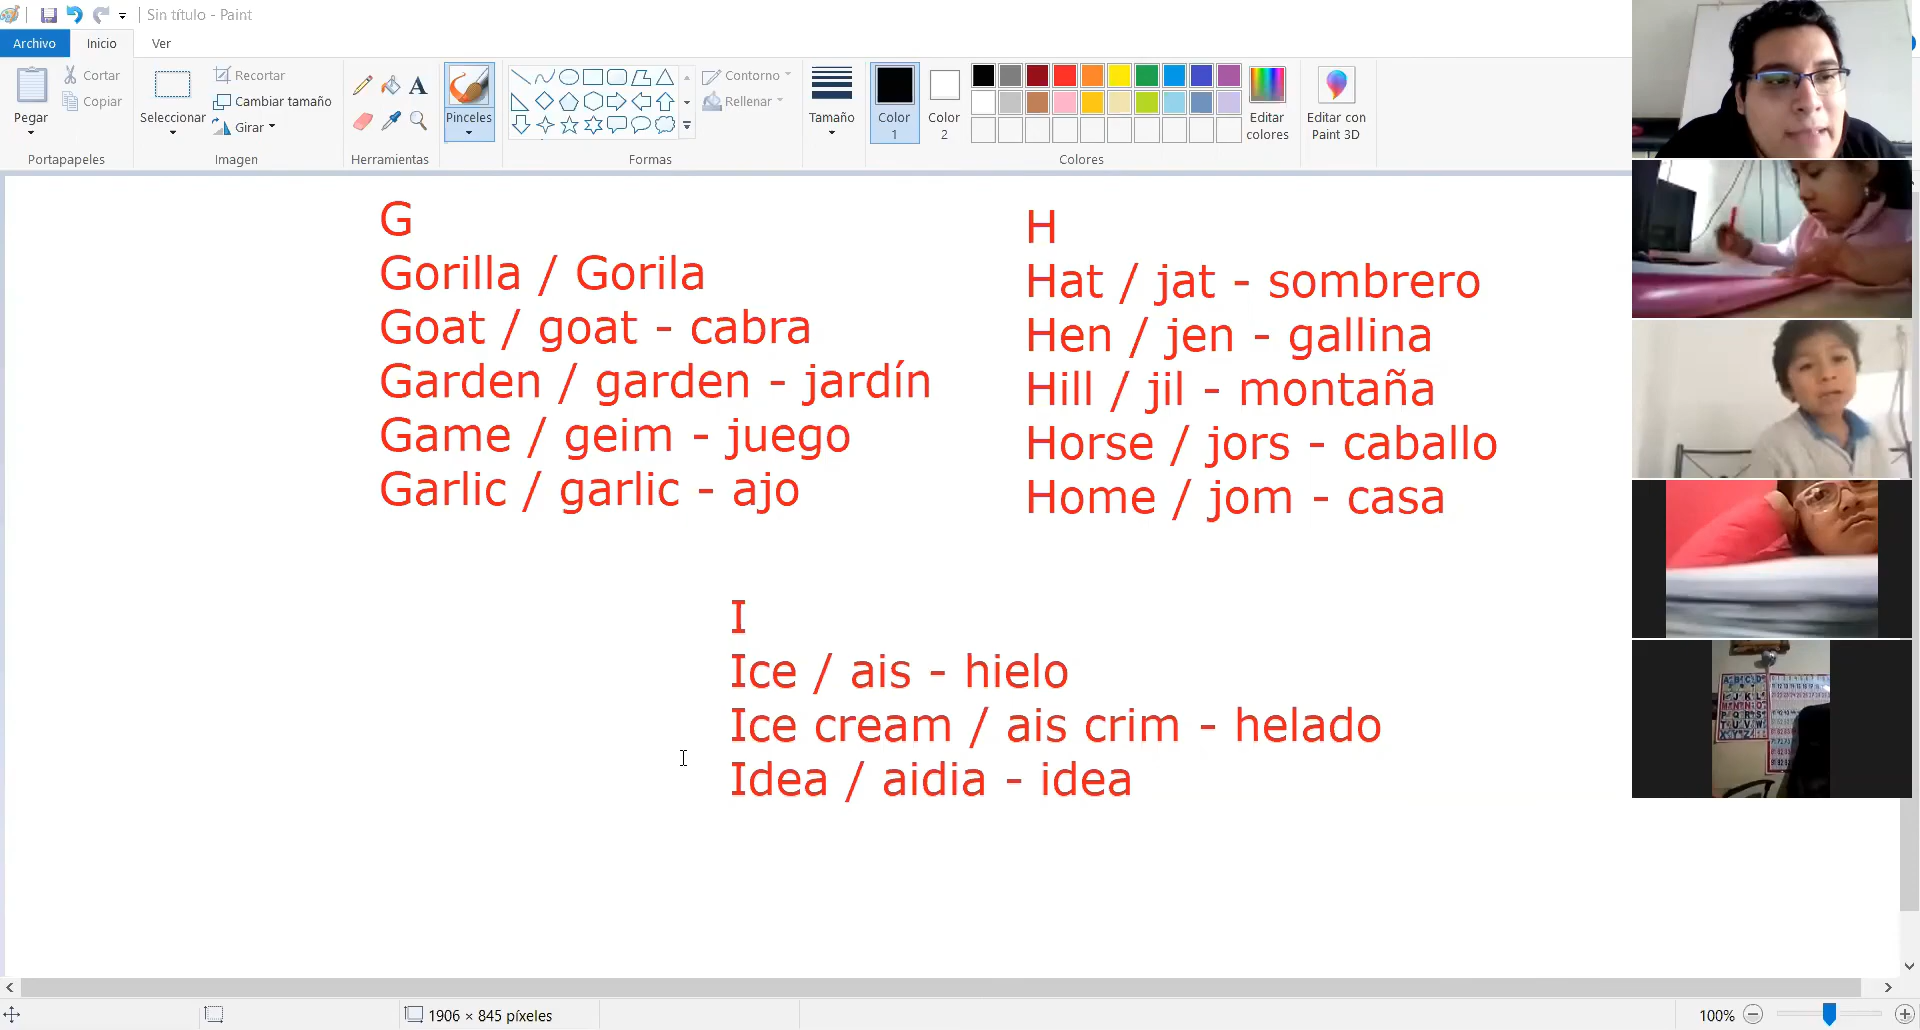 Sin título - Paint
Archivo Inicio Ver
Pegar
Cortar
Copiar
Portapapeles
Seleccionar
Recortar
Cambiar tamaño
Girar
Imagen
A
Herramientas
Pinceles
Contorno
Rellenar
Formas
Tamaño
Color 1
Color 2
Editar colores
Editar con Paint 3D
Colores
G
Gorilla / Gorila
Goat / goat - cabra
Garden / garden - jardín
Game / geim - juego
Garlic / garlic - ajo
H
Hat / jat - sombrero
Hen / jen - gallina
Hill / jil - montaña
Horse / jors - caballo
Home / jom - casa
I
Ice / ais - hielo
Ice cream / ais crim - helado
Idea / aidia - idea
1906 × 845 píxeles
100%